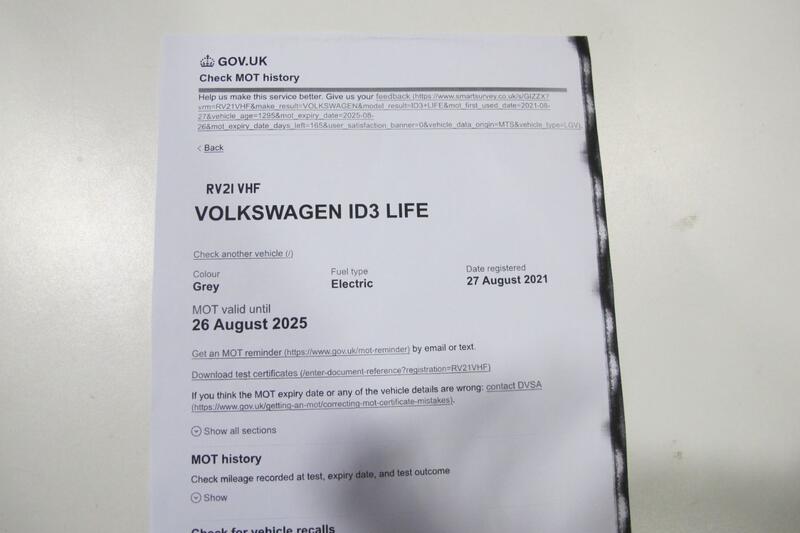 GOV.UK
Check MOT history
Help us make this service better. Give us your feedback (https://www.smartsurvey.co.uk/s/GIZZX?
vrm=RV21VHF&make_result=VOLKSWAGEN&model_result=ID3+LIFE&mot_first_used_date=2021-08-
27&vehicle_age=1295&mot_expiry_date=2025-08-
26&mot_expiry_date_days_left=165&user_satisfaction_banner=0&vehicle_data_origin=MTS&vehicle_type=LGV).
Back
RV21 VHF
VOLKSWAGEN ID3 LIFE
Check another vehicle (/)
Colour Fuel type Date registered
Grey Electric 27 August 2021
MOT valid until
26 August 2025
Get an MOT reminder (https://www.gov.uk/mot-reminder) by email or text.
Download test certificates (/enter-document-reference?registration=RV21VHF)
If you think the MOT expiry date or any of the vehicle details are wrong: contact DVSA
(https://www.gov.uk/getting-an-mot/correcting-mot-certificate-mistakes).
Show all sections
MOT history
Check mileage recorded at test, expiry date, and test outcome
Show
Check for vehicle recalls